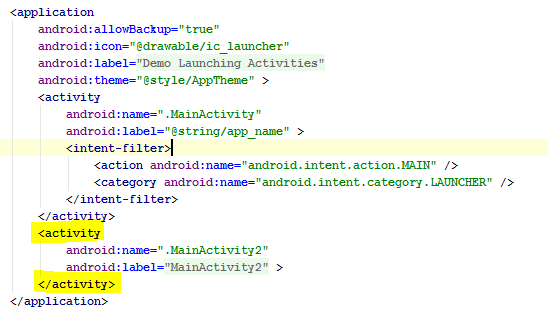 <application
android:allowBackup="true"
android:icon="@drawable/ic_launcher"
android:label="Demo Launching Activities"
android:theme="@style/AppTheme" >
<activity
android:name=".MainActivity"
android:label="@string/app_name" >
<intent-filter>
<action android:name="android.intent.action.MAIN" />
<category android:name="android.intent.category.LAUNCHER" />
</intent-filter>
</activity>
<activity
android:name=".MainActivity2"
android:label="MainActivity2" >
</activity>
</application>